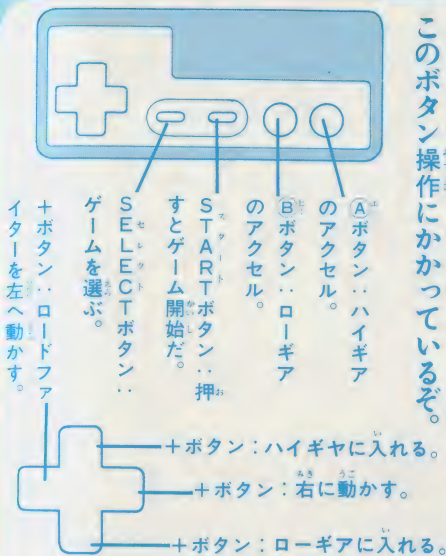 このボタン操作にかかっているぞ。
Ⓐボタン:ハイギア
のアクセル。
Ⓑボタン:ローギア
のアクセル。
STARTボタン:押
すとゲーム開始だ。
SELECTボタン:
ゲームを選ぶ。
+ボタン:ロードファ
イターを左へ動かす。
+ボタン:ハイギヤに入れる。
+ボタン:右に動かす。
+ボタン:ローギアに入れる。